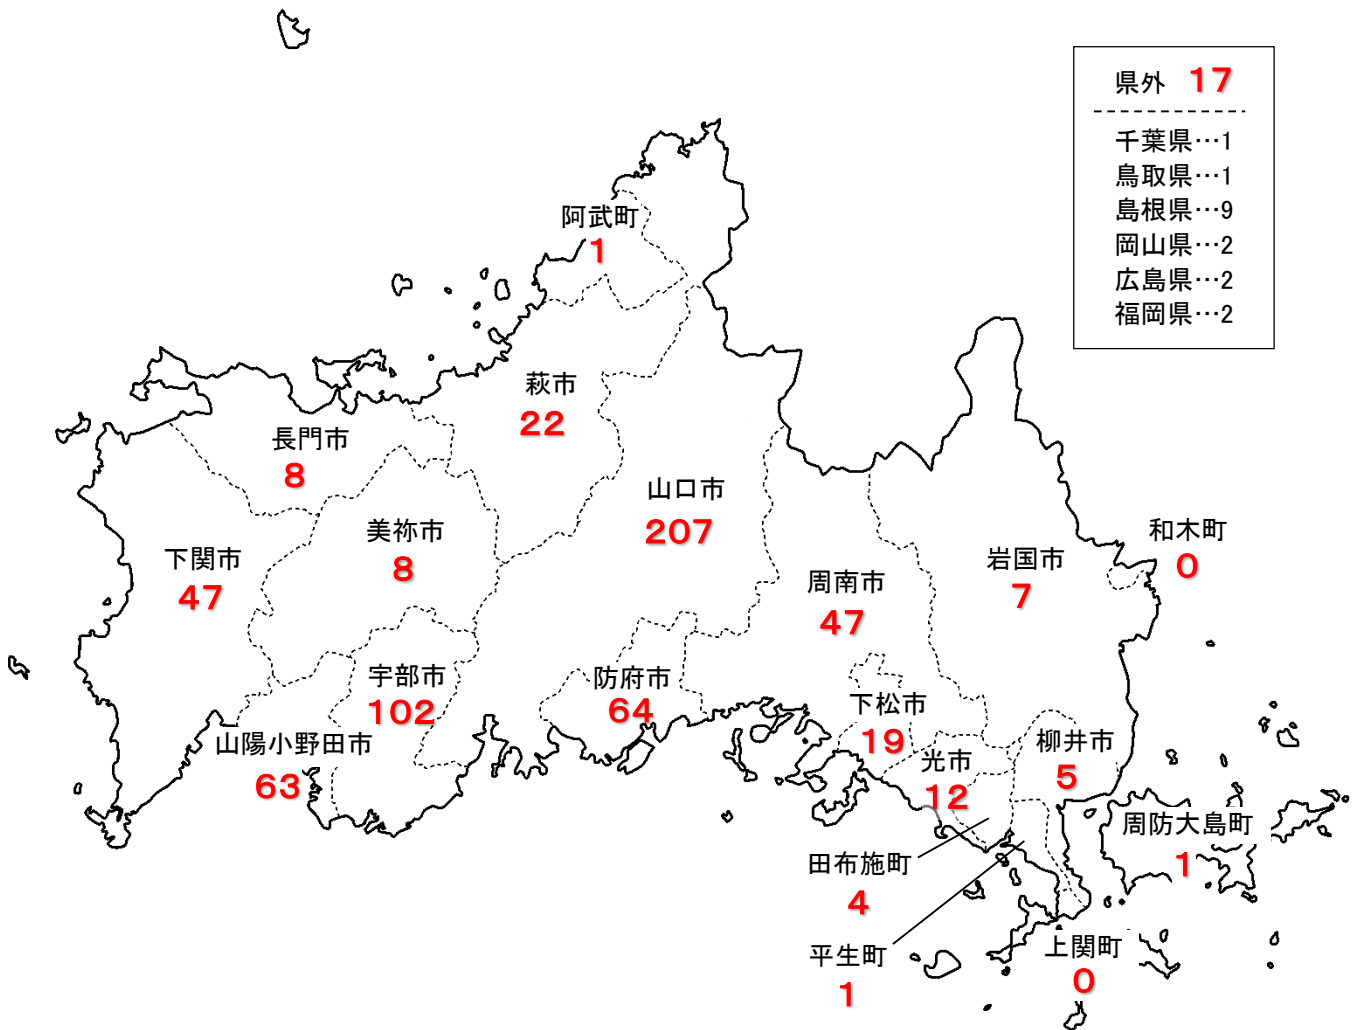 県外 17
千葉県…1
鳥取県…1
島根県…9
岡山県…2
広島県…2
福岡県…2
阿武町
1
萩市
22
長門市
8
山口市
207
美祢市
8
下関市
47
和木町
0
岩国市
7
周南市
47
宇部市
102
防府市
64
下松市
19
山陽小野田市
63
光市
12
柳井市
5
周防大島町
1
田布施町
4
平生町
1
上関町
0